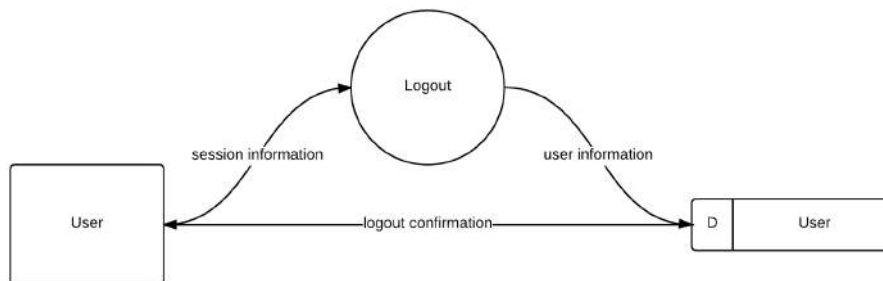 Logout
session information
user information
User
logout confirmation
D
User